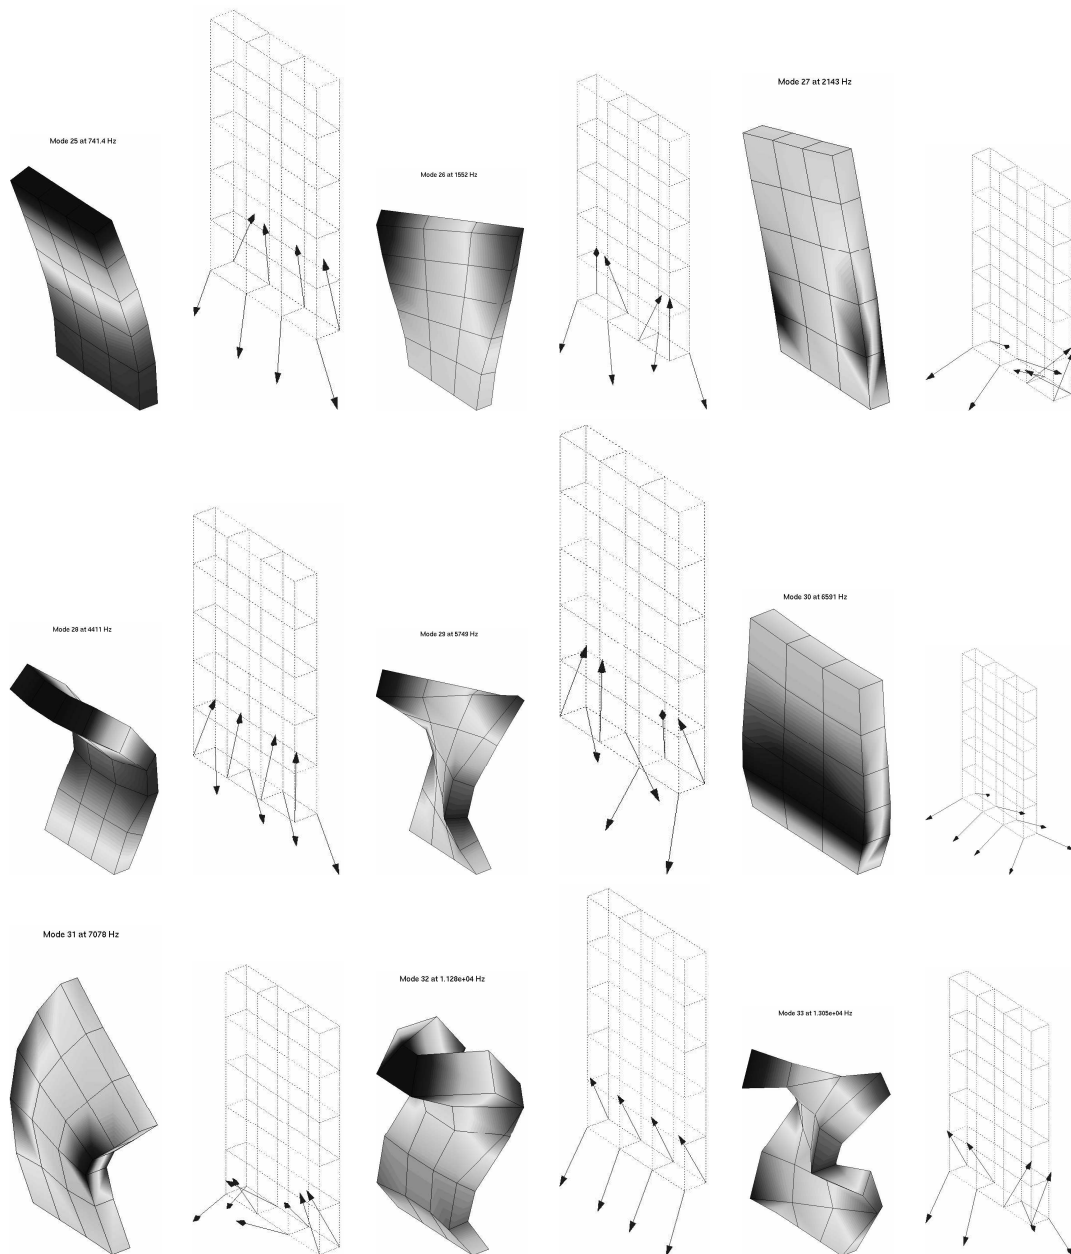 Mode 25 at 741.4 Hz
Mode 26 at 1552 Hz
Mode 27 at 2143 Hz
Mode 28 at 4411 Hz
Mode 29 at 5749 Hz
Mode 30 at 6591 Hz
Mode 31 at 7078 Hz
Mode 32 at 1.128e+04 Hz
Mode 33 at 1.305e+04 Hz